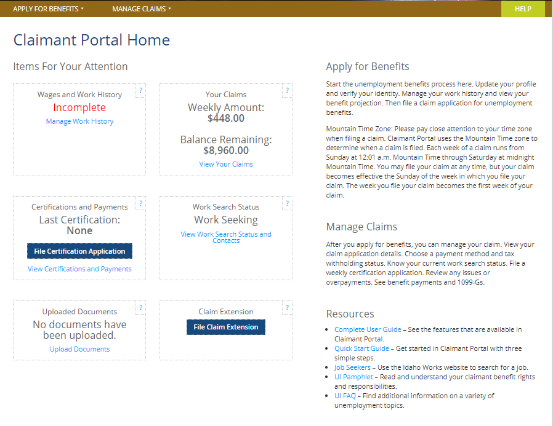 APPLY FOR BENEFITS
MANAGE CLAIMS
HELP
Claimant Portal Home
Items For Your Attention
Wages and Work History
?
Incomplete
Manage Work History
Your Claims
?
Weekly Amount:
$448.00
Balance Remaining:
$8,960.00
View Your Claims
Certifications and Payments
?
Last Certification:
None
File Certification Application
View Certifications and Payments
Work Search Status
?
Work Seeking
View Work Search Status and
Contacts
Uploaded Documents
?
No documents have
been uploaded.
Upload Documents
Claim Extension
?
File Claim Extension
Apply for Benefits
Start the unemployment benefits process here. Update your profile
and verify your identity. Manage your work history and view your
benefit projection. Then file a claim application for unemployment
benefits.
Mountain Time Zone: Please pay close attention to your time zone
when filing a claim. Claimant Portal uses the Mountain Time zone to
determine when a claim is filed. Each week of a claim runs from
Sunday at 12:01 a.m. Mountain Time through Saturday at midnight
Mountain Time. You may file your claim at any time, but your claim
becomes effective the Sunday of the week in which you file your
claim. The week you file your claim becomes the first week of your
claim.
Manage Claims
After you apply for benefits, you can manage your claim. View your
claim application details. Choose a payment method and tax
withholding status. Know your current work search status. File a
weekly certification application. Review any issues or
overpayments. See benefit payments and 1099-Gs.
Resources
• Complete User Guide – See the features that are available in
Claimant Portal.
• Quick Start Guide – Get started in Claimant Portal with three
simple steps.
• Job Seekers – Use the Idaho Works website to search for a job.
• UI Pamphlet – Read and understand your claimant benefit rights
and responsibilities.
• UI FAQ – Find additional information on a variety of
unemployment topics.